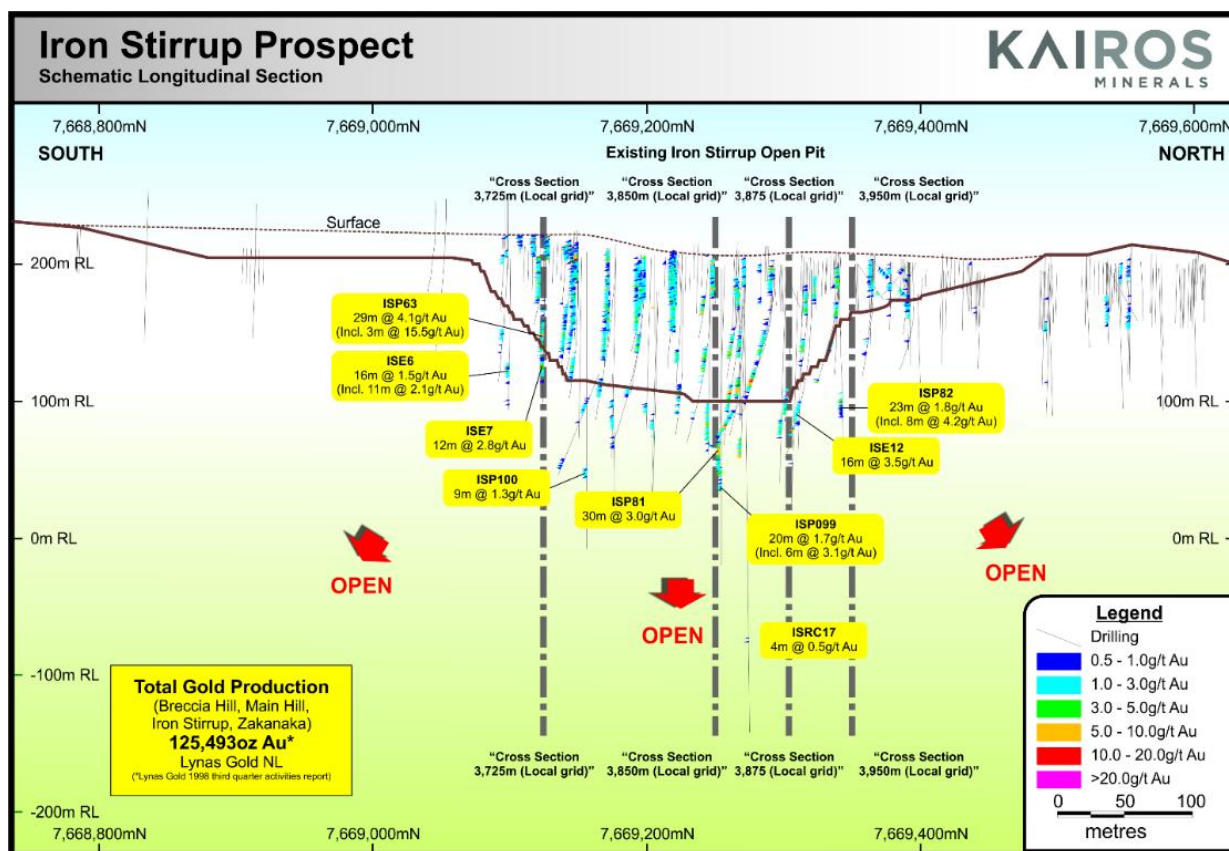 Iron Stirrup Prospect
Schematic Longitudinal Section
KAIROS
MINERALS
7,668,800mN
7,669,000mN
7,669,200mN
7,669,400mN
7,669,600mN
SOUTH
Existing Iron Stirrup Open Pit
NORTH
"Cross Section
3,725m (Local grid)"
"Cross Section
3,850m (Local grid)"
"Cross Section
3,875 (Local grid)"
"Cross Section
3,950m (Local grid)"
Surface
200m RL
200m RL
ISP63
29m @ 4.1g/t Au
(Incl. 3m @ 15.5g/t Au)
ISE6
16m @ 1.5g/t Au
(Incl. 11m @ 2.1g/t Au)
100m RL
100m RL
ISP82
23m @ 1.8g/t Au
(Incl. 8m @ 4.2g/t Au)
ISE7
12m @ 2.8g/t Au
ISE12
16m @ 3.5g/t Au
ISP100
9m @ 1.3g/t Au
ISP81
30m @ 3.0g/t Au
ISP099
20m @ 1.7g/t Au
(Incl. 6m @ 3.1g/t Au)
0m RL
0m RL
OPEN
OPEN
OPEN
ISRC17
4m @ 0.5g/t Au
-100m RL
Total Gold Production
(Breccia Hill, Main Hill,
Iron Stirrup, Zakanaka)
125,493oz Au*
Lynas Gold NL
(*Lynas Gold 1998 third quarter activities report)
"Cross Section
3,725m (Local grid)"
"Cross Section
3,850m (Local grid)"
"Cross Section
3,875 (Local grid)"
"Cross Section
3,950m (Local grid)"
-200m RL
7,668,800mN
7,669,000mN
7,669,200mN
7,669,400mN
Legend
Drilling
0.5 - 1.0g/t Au
1.0 - 3.0g/t Au
3.0 - 5.0g/t Au
5.0 - 10.0g/t Au
10.0 - 20.0g/t Au
>20.0g/t Au
0 50 100
metres